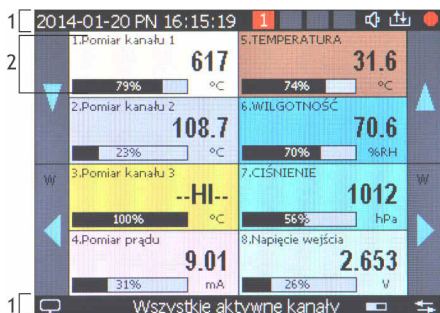 1 2014-01-20 PN 16:15:19 1
2
1.Pomiar kanału 1
617
79% °C
5.TEMPERATURA
31.6
74% °C
2.Pomiar kanału 2
108.7
23% °C
6.WILGOTNOŚĆ
70.6
70% %RH
W
3.Pomiar kanału 3
--HI--
100% °C
7.CIŚNIENIE
1012
56% hPa
W
4.Pomiar prądu
9.01
31% mA
8.Napięcie wejścia
2.653
26% V
1 Wszystkie aktywne kanały